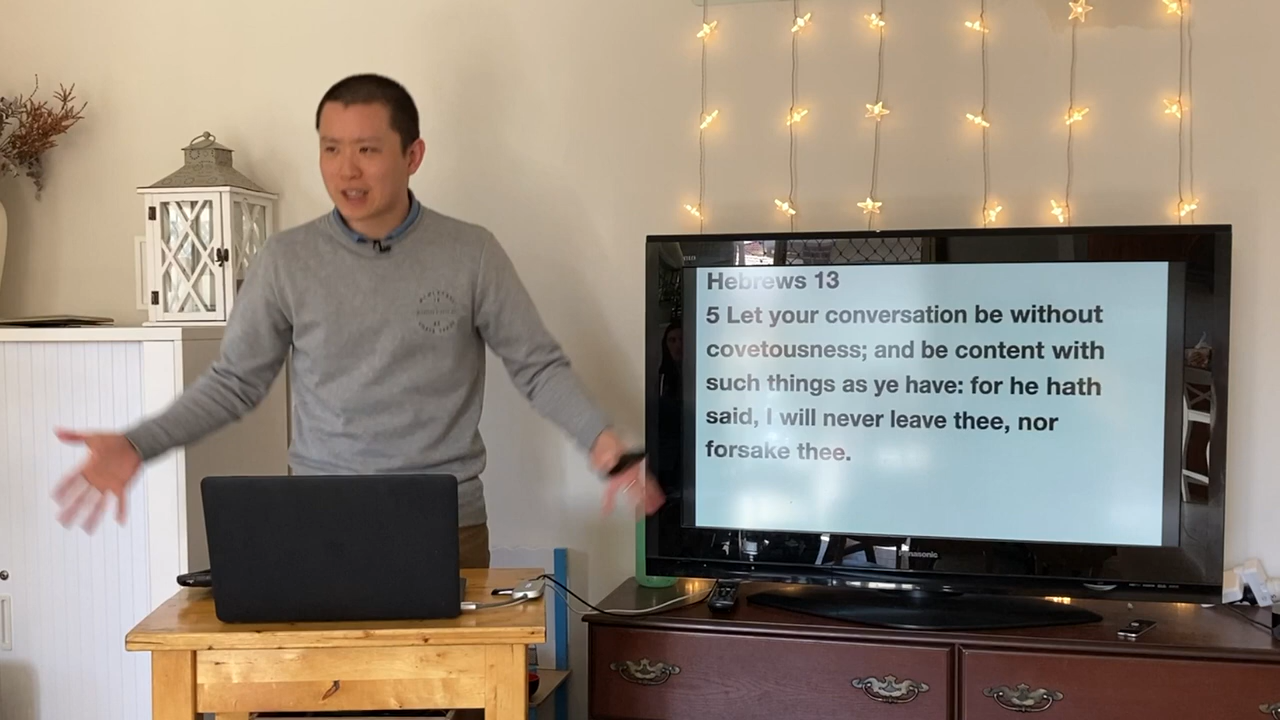 Hebrews 13
5 Let your conversation be without
covetousness; and be content with
such things as ye have: for he hath
said, I will never leave thee, nor
forsake thee.
Panasonic